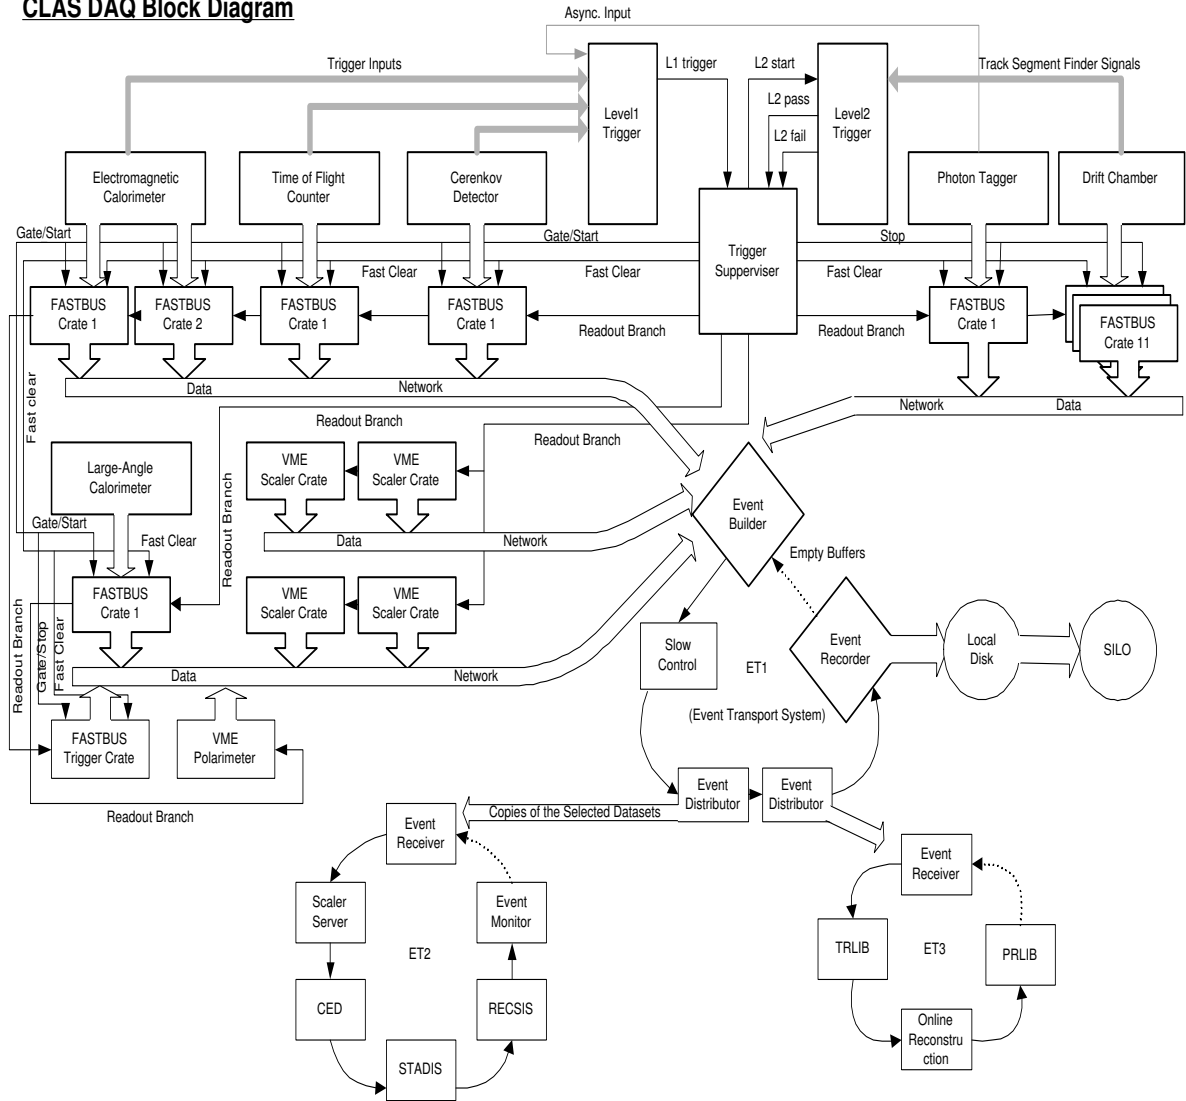 CLAS DAQ Block Diagram
Async. Input
Trigger Inputs
L1 trigger
L2 start
Track Segment Finder Signals
L2 pass
L2 fail
Level1
Trigger
Level2
Trigger
Electromagnetic
Calorimeter
Time of Flight
Counter
Cerenkov
Detector
Photon Tagger
Drift Chamber
Gate/Start
Gate/Start
Stop
Trigger
Supperviser
Fast Clear
Fast Clear
Fast Clear
FASTBUS
Crate 1
FASTBUS
Crate 2
FASTBUS
Crate 1
FASTBUS
Crate 1
FASTBUS
Crate 1
FASTBUS
Crate 11
Readout Branch
Readout Branch
Fast clear
Data
Network
Network
Data
Readout Branch
Readout Branch
Large-Angle
Calorimeter
VME
Scaler Crate
VME
Scaler Crate
Readout Branch
Event
Builder
Gate/Start
Fast Clear
Data
Network
Empty Buffers
FASTBUS
Crate 1
VME
Scaler Crate
VME
Scaler Crate
Readout Branch
Gate/Stop
Fast Clear
Data
Network
Slow
Control
ET1
(Event Transport System)
Event
Recorder
Local
Disk
SILO
FASTBUS
Trigger Crate
VME
Polarimeter
Readout Branch
Event
Distributor
Event
Distributor
Copies of the Selected Datasets
Event
Receiver
Scaler
Server
Event
Monitor
ET2
CED
RECSIS
STADIS
Event
Receiver
TRLIB
ET3
PRLIB
Online
Reconstru
ction